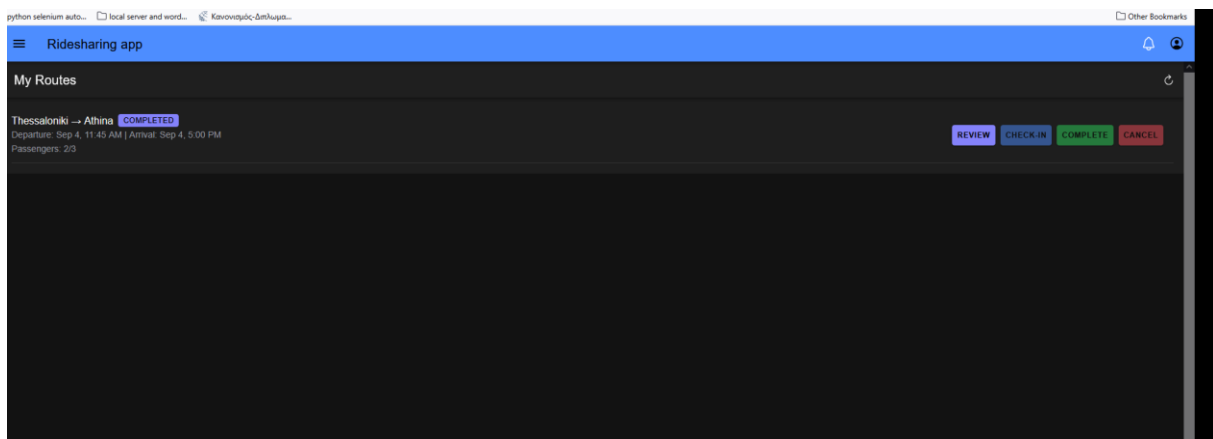 python selenium auto... local server and word... Κανονισμός-Διπλωμα... Other Bookmarks
Ridesharing app
My Routes
Thessaloniki → Athina COMPLETED
Departure: Sep 4, 11:45 AM | Arrival: Sep 4, 5:00 PM
Passengers: 2/3
REVIEW CHECK-IN COMPLETE CANCEL